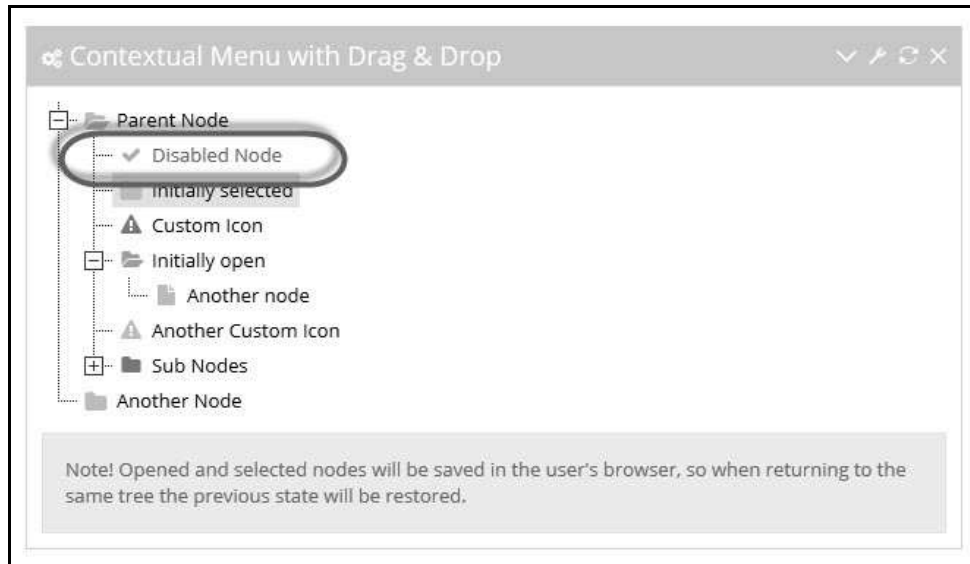 Contextual Menu with Drag & Drop
Parent Node
Disabled Node
Initially selected
Custom Icon
Initially open
Another node
Another Custom Icon
Sub Nodes
Another Node
Note! Opened and selected nodes will be saved in the user's browser, so when returning to the
same tree the previous state will be restored.